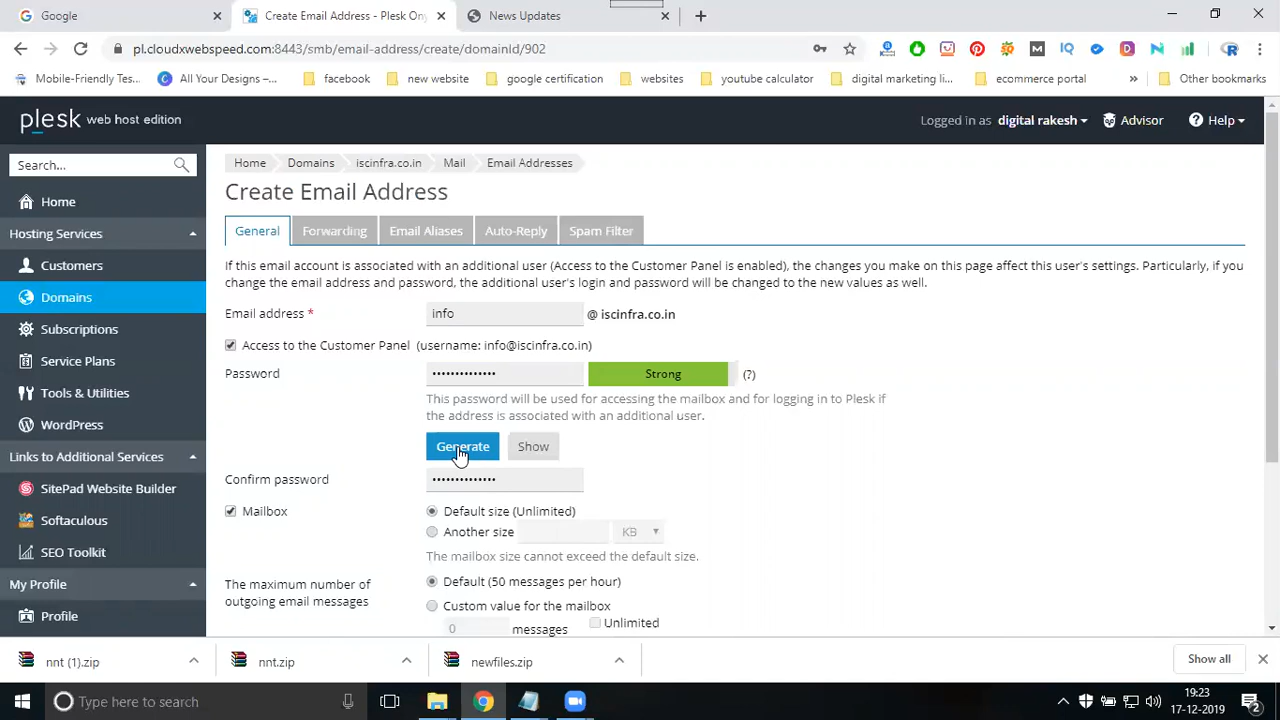 Google
Create Email Address - Plesk Ony
News Updates
pl.cloudxwebspeed.com:8443/smb/email-address/create/domainId/902
Mobile-Friendly Tes...
All Your Designs –...
facebook
new website
google certification
websites
youtube calculator
digital marketing li...
ecommerce portal
»
Other bookmarks
plesk web host edition
Logged in as digital rakesh
Advisor
Help
Search...
Home
Domains
iscinfra.co.in
Mail
Email Addresses
Create Email Address
Home
Hosting Services
Customers
Domains
Subscriptions
Service Plans
Tools & Utilities
WordPress
Links to Additional Services
SitePad Website Builder
Softaculous
SEO Toolkit
My Profile
Profile
General
Forwarding
Email Aliases
Auto-Reply
Spam Filter
If this email account is associated with an additional user (Access to the Customer Panel is enabled), the changes you make on this page affect this user's settings. Particularly, if you
change the email address and password, the additional user's login and password will be changed to the new values as well.
Email address *
info
@ iscinfra.co.in
Access to the Customer Panel (username: info@iscinfra.co.in)
Password
••••••••••••••
Strong
(?)
This password will be used for accessing the mailbox and for logging in to Plesk if
the address is associated with an additional user.
Generate
Show
Confirm password
••••••••••••••
Mailbox
Default size (Unlimited)
Another size
KB
The mailbox size cannot exceed the default size.
The maximum number of
outgoing email messages
Default (50 messages per hour)
Custom value for the mailbox
0
messages
Unlimited
nnt (1).zip
nnt.zip
newfiles.zip
Show all
Type here to search
19:23
17-12-2019
2